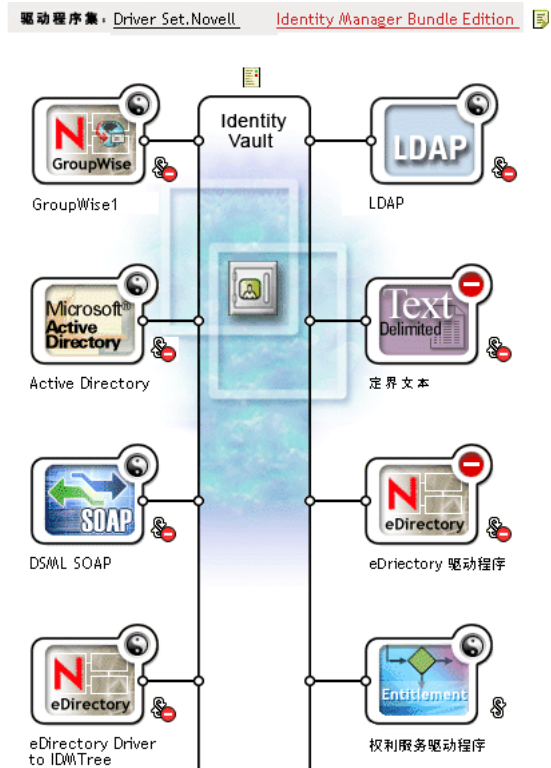 驱动程序集: Driver Set.Novell Identity Manager Bundle Edition
Identity
Vault
N
GroupWise
GroupWise1
LDAP
LDAP
Microsoft®
Active
Directory
Active Directory
Text
Delimited
定界文本
SOAP
DSML SOAP
N
eDirectory
eDriectory 驱动程序
N
eDirectory
eDirectory Driver
to IDMTree
Entitlement
权利服务驱动程序